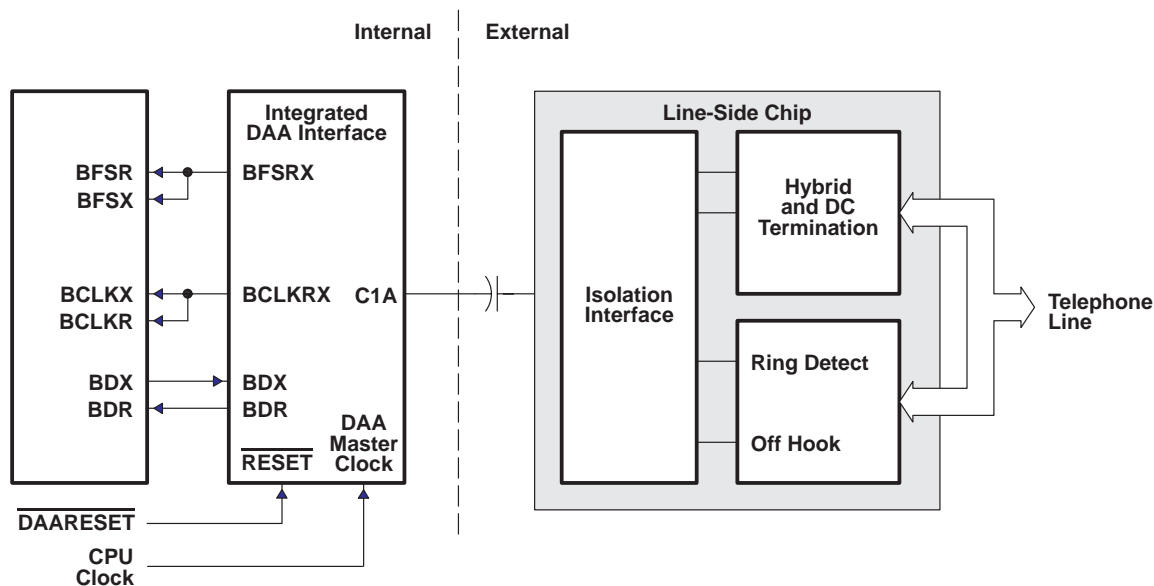 Internal
External
Integrated
DAA Interface
Line-Side Chip
BFSR
BFSX
BFSRX
Hybrid
and DC
Termination
BCLKX
BCLKR
BCLKRX
C1A
Isolation
Interface
Telephone
Line
BDX
BDR
BDX
BDR
Ring Detect
Off Hook
RESET
DAA
Master
Clock
DAARESET
CPU
Clock